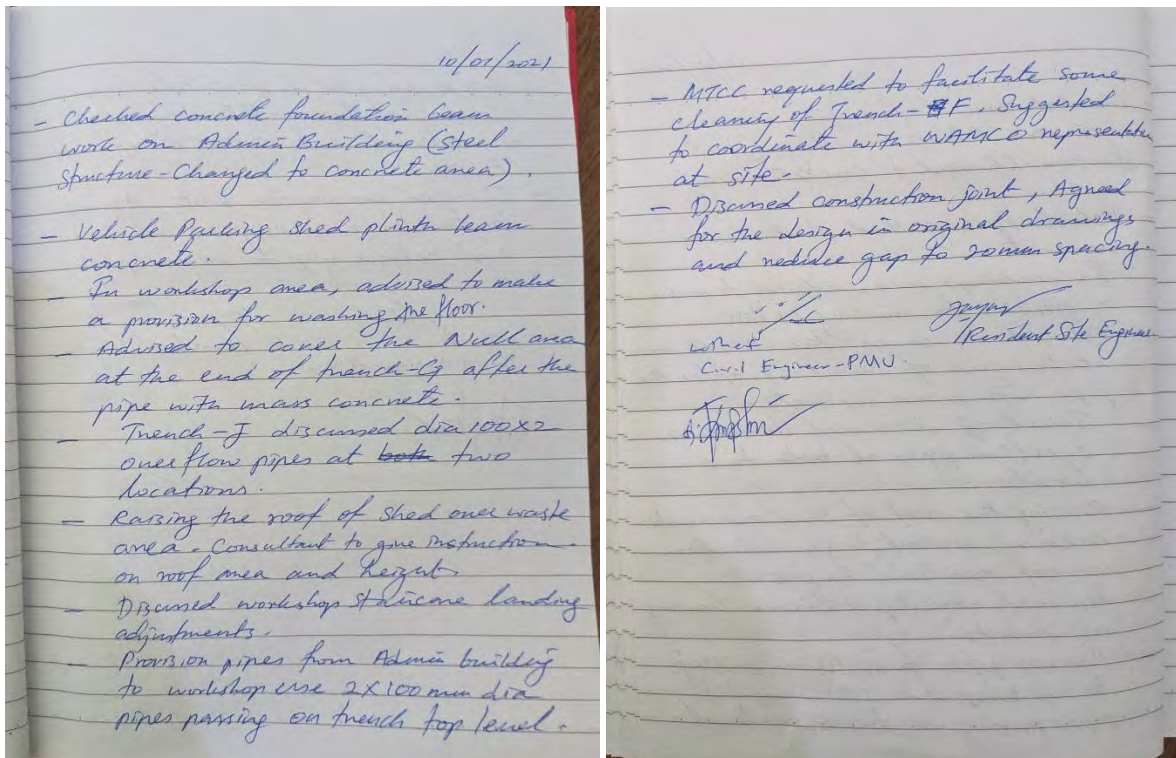 10/01/2021
- Checked concrete foundation beam
work on Admin Building (Steel
Structure - Changed to concrete area).
- Vehicle Parking shed plinth beam
concrete.
- In workshop area, advised to make
a provision for washing the floor.
- Advised to cover the Null area
at the end of trench-G after the
pipe with mass concrete.
- Trench-J discussed dia 100x2
overflow pipes at both two
locations.
- Raising the roof of shed over waste
area. Consultant to give instruction
on roof area and height.
- Discussed workshop staircase landing
adjustments.
- Provision pipes from Admin building
to workshop use 2x100mm dia
pipes passing on trench top level.
- MTCC requested to facilitate some
cleaning of Trench-F. Suggested
to coordinate with WAMCO representative
at site.
- Discussed construction joint, Agreed
for the design in original drawings
and reduce gap to 20mm spacing.
Resident Site Engineer
Civil Engineer-PMU.